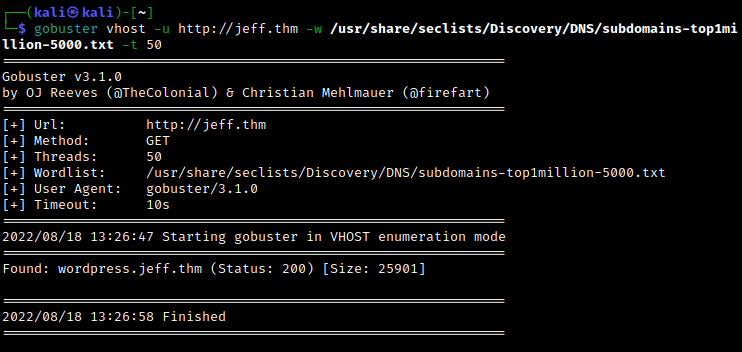 ┌──(kali㉿kali)-[~]
└─$ gobuster vhost -u http://jeff.thm -w /usr/share/seclists/Discovery/DNS/subdomains-top1mi
llion-5000.txt -t 50
===============================================================
Gobuster v3.1.0
by OJ Reeves (@TheColonial) & Christian Mehlmauer (@firefart)
===============================================================
[+] Url:          http://jeff.thm
[+] Method:       GET
[+] Threads:      50
[+] Wordlist:     /usr/share/seclists/Discovery/DNS/subdomains-top1million-5000.txt
[+] User Agent:   gobuster/3.1.0
[+] Timeout:      10s
===============================================================
2022/08/18 13:26:47 Starting gobuster in VHOST enumeration mode
===============================================================
Found: wordpress.jeff.thm (Status: 200) [Size: 25901]
===============================================================
2022/08/18 13:26:58 Finished
===============================================================